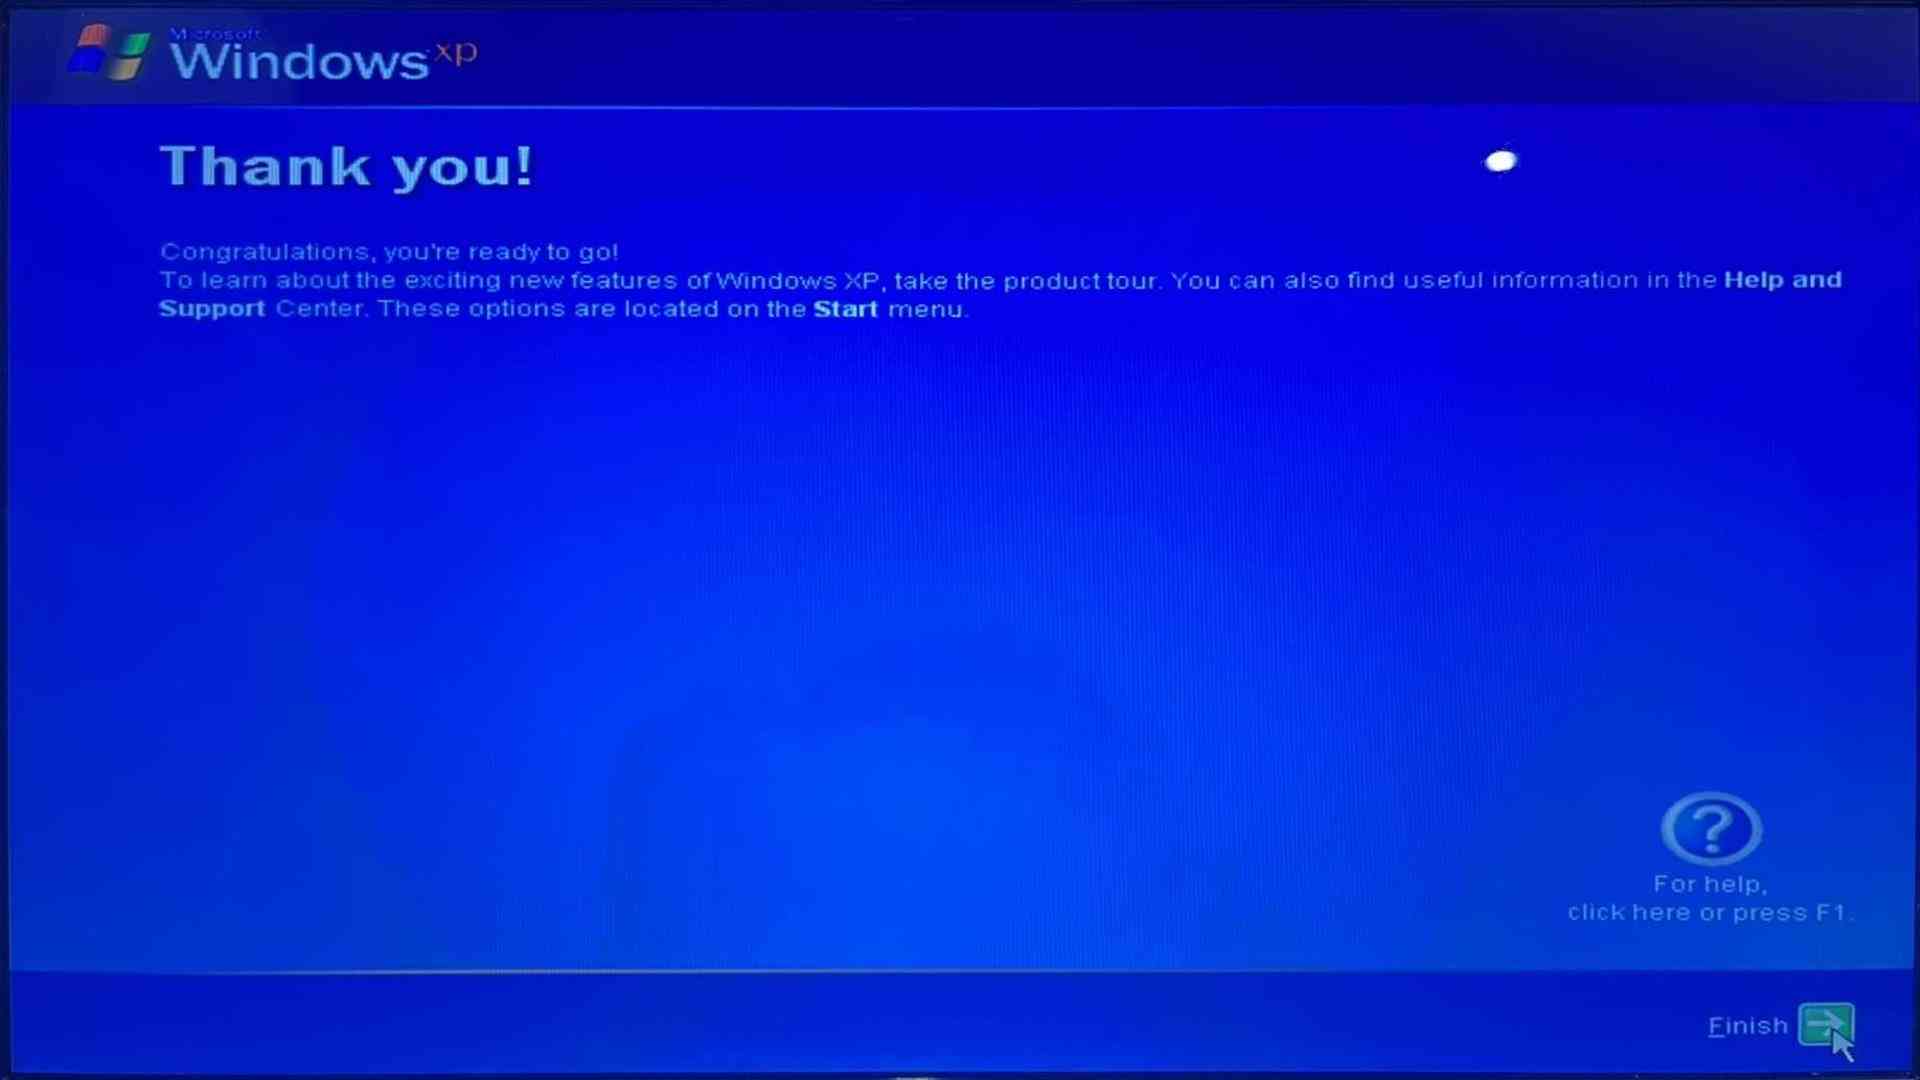 Microsoft
Windows xp
Thank you!
Congratulations, you're ready to go!
To learn about the exciting new features of Windows XP, take the product tour. You can also find useful information in the Help and
Support Center. These options are located on the Start menu.
?
For help,
click here or press F1.
Finish